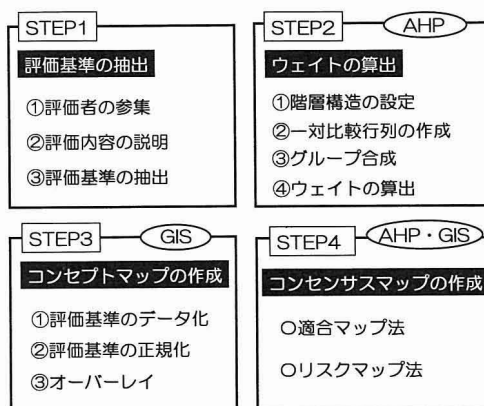 STEP1
評価基準の抽出
①評価者の参集
②評価内容の説明
③評価基準の抽出
STEP2
AHP
ウェイトの算出
①階層構造の設定
②一対比較行列の作成
③グループ合成
④ウェイトの算出
STEP3
GIS
コンセプトマップの作成
①評価基準のデータ化
②評価基準の正規化
③オーバーレイ
STEP4
AHP・GIS
コンセンサスマップの作成
○適合マップ法
○リスクマップ法